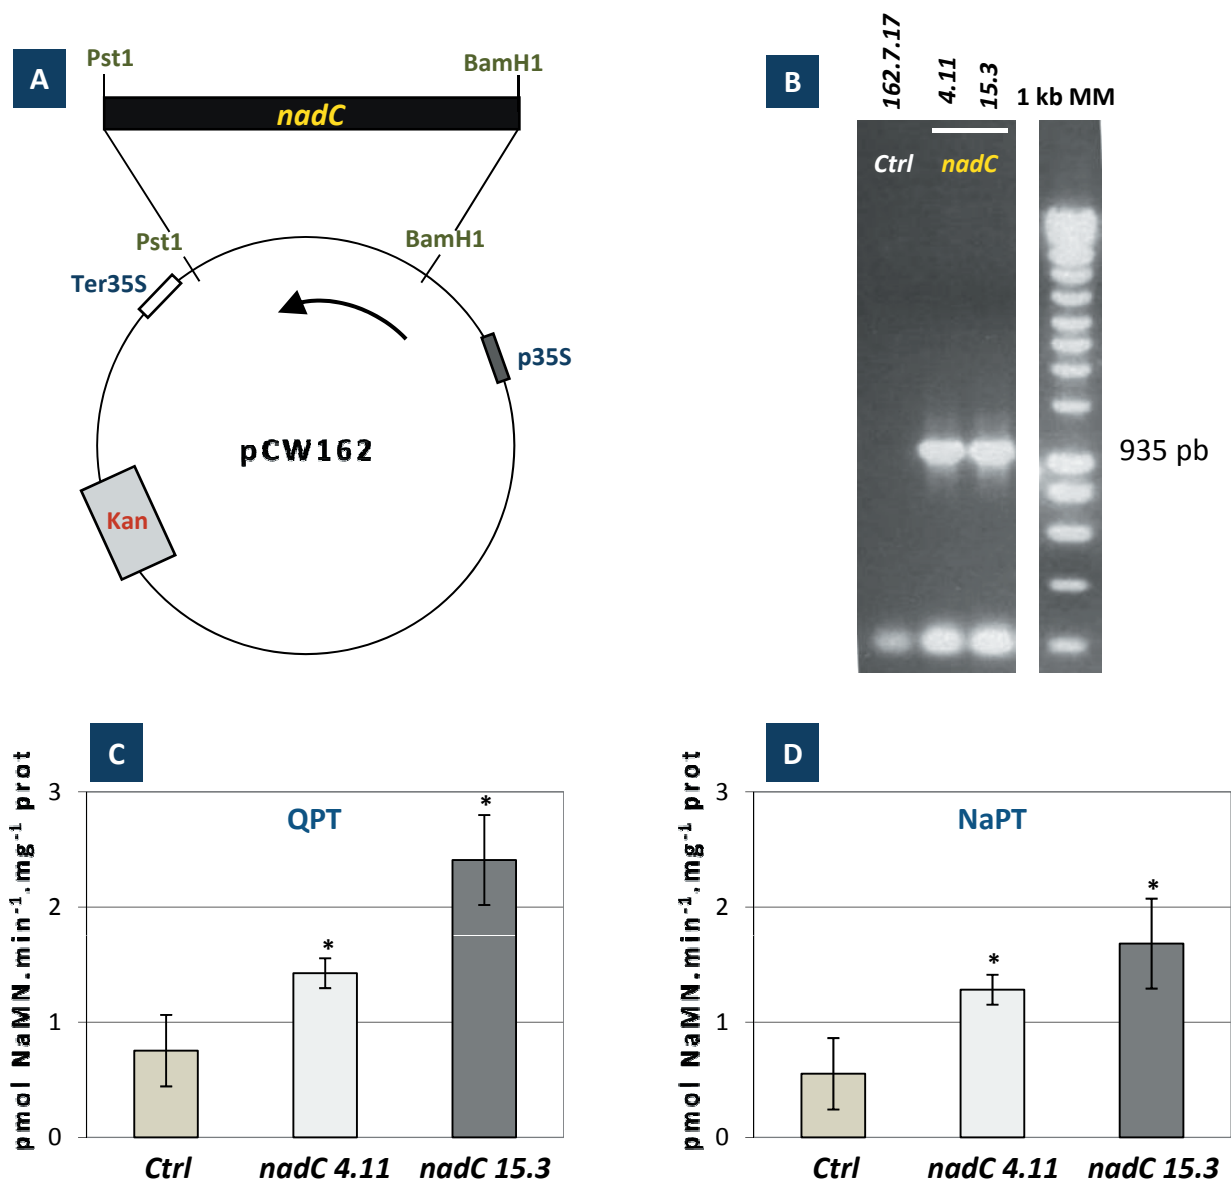 A
Pst1
BamH1
nadC
Pst1
BamH1
Ter35S
p35S
pCW162
Kan
B
162.7.17
4.11
15.3
1 kb MM
Ctrl
nadC
935 pb
C
pmol NaMN.min⁻¹.mg⁻¹ prot
3
2
1
0
QPT
*
*
Ctrl
nadC 4.11
nadC 15.3
D
pmol NaMN.min⁻¹.mg⁻¹ prot
3
2
1
0
NaPT
*
*
Ctrl
nadC 4.11
nadC 15.3